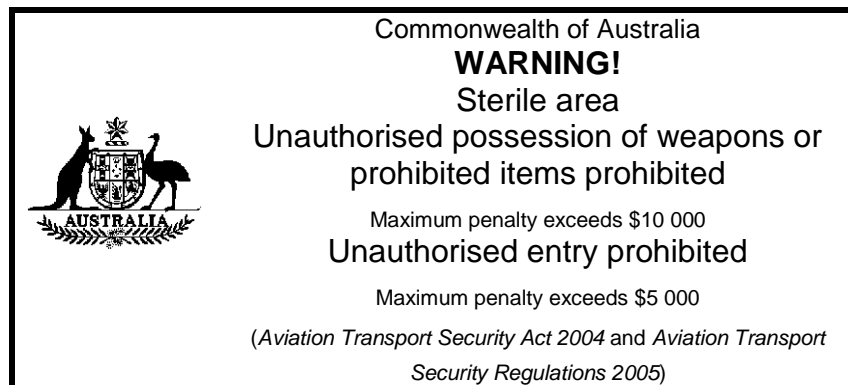 Commonwealth of Australia
WARNING!
Sterile area
Unauthorised possession of weapons or
prohibited items prohibited
AUSTRALIA
Maximum penalty exceeds $10 000
Unauthorised entry prohibited
Maximum penalty exceeds $5 000
(Aviation Transport Security Act 2004 and Aviation Transport
Security Regulations 2005)